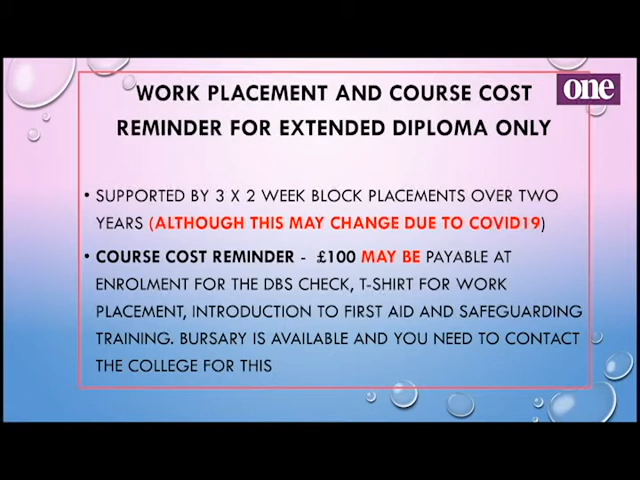 one
WORK PLACEMENT AND COURSE COST
REMINDER FOR EXTENDED DIPLOMA ONLY
• SUPPORTED BY 3 X 2 WEEK BLOCK PLACEMENTS OVER TWO
YEARS (ALTHOUGH THIS MAY CHANGE DUE TO COVID19)
• COURSE COST REMINDER - £100 MAY BE PAYABLE AT
ENROLMENT FOR THE DBS CHECK, T-SHIRT FOR WORK
PLACEMENT, INTRODUCTION TO FIRST AID AND SAFEGUARDING
TRAINING. BURSARY IS AVAILABLE AND YOU NEED TO CONTACT
THE COLLEGE FOR THIS